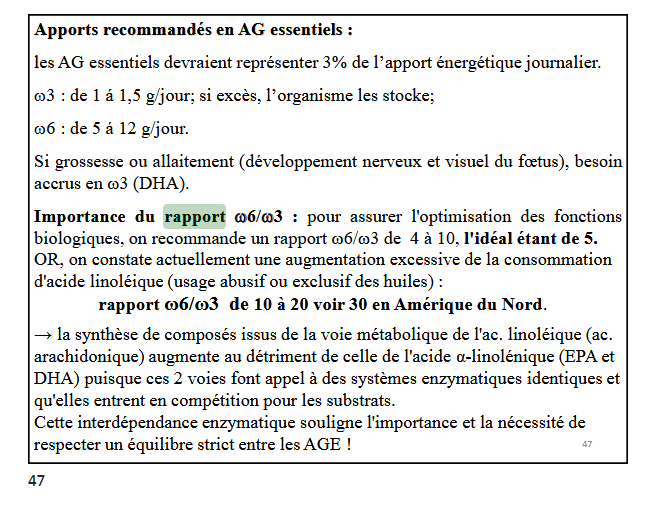 Apports recommandés en AG essentiels :
les AG essentiels devraient représenter 3% de l’apport énergétique journalier.
ω3 : de 1 á 1,5 g/jour; si excès, l’organisme les stocke;
ω6 : de 5 á 12 g/jour.
Si grossesse ou allaitement (développement nerveux et visuel du fœtus), besoin
accrus en ω3 (DHA).
Importance du rapport ω6/ω3 : pour assurer l'optimisation des fonctions
biologiques, on recommande un rapport ω6/ω3 de 4 à 10, l'idéal étant de 5.
OR, on constate actuellement une augmentation excessive de la consommation
d'acide linoléique (usage abusif ou exclusif des huiles) :
rapport ω6/ω3 de 10 à 20 voir 30 en Amérique du Nord.
→ la synthèse de composés issus de la voie métabolique de l'ac. linoléique (ac.
arachidonique) augmente au détriment de celle de l'acide α-linolénique (EPA et
DHA) puisque ces 2 voies font appel à des systèmes enzymatiques identiques et
qu'elles entrent en compétition pour les substrats.
Cette interdépendance enzymatique souligne l'importance et la nécessité de
respecter un équilibre strict entre les AGE !
47
47